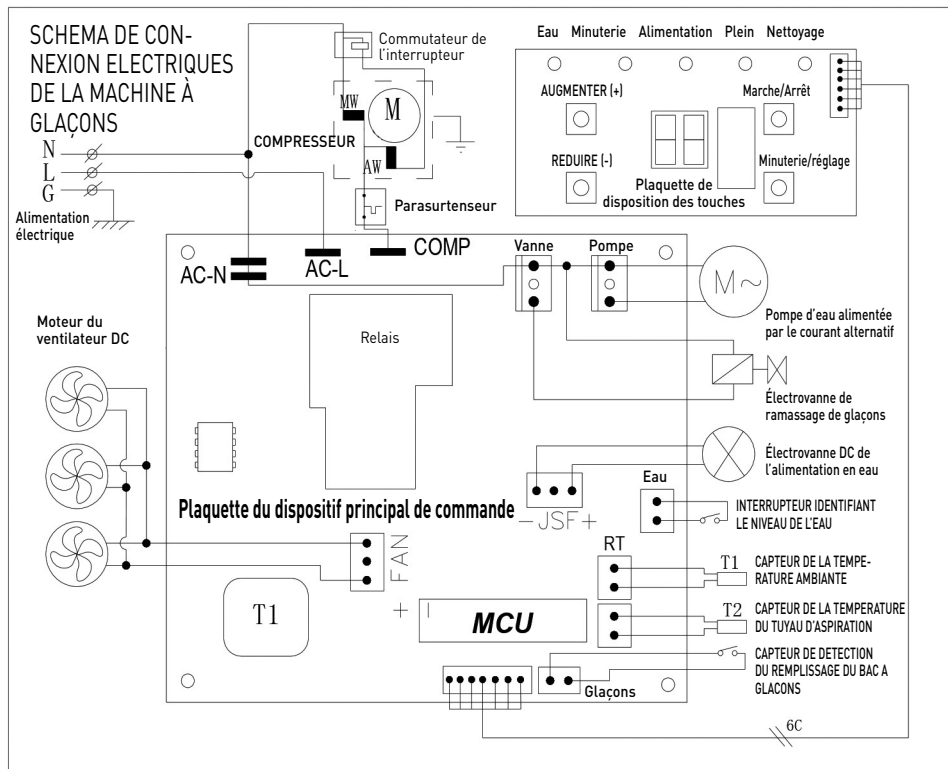 SCHEMA DE CON-
NEXION ELECTRIQUES
DE LA MACHINE À
GLAÇONS
N
L
G
Alimentation
électrique
Commutateur de
l'interrupteur
MW
M
COMPRESSEUR
AW
Parasurtenseur
Eau Minuterie Alimentation Plein Nettoyage
AUGMENTER (+)
Marche/Arrêt
REDUIRE (-)
Minuterie/réglage
Plaquette de
disposition des touches
AC-N
AC-L
COMP
Vanne
Pompe
M~
Pompe d'eau alimentée
par le courant alternatif
Relais
Moteur du
ventilateur DC
Électrovanne de
ramassage de glaçons
Électrovanne DC de
l'alimentation en eau
-JSF+
Eau
INTERRUPTEUR IDENTIFIANT
LE NIVEAU DE L'EAU
Plaquette du dispositif principal de commande
FAN
+
RT
T1
CAPTEUR DE LA TEMPE-
RATURE AMBIANTE
T1
MCU
T2
CAPTEUR DE LA TEMPERATURE
DU TUYAU D'ASPIRATION
CAPTEUR DE DETECTION
DU REMPLISSAGE DU BAC A
GLACONS
Glaçons
6C